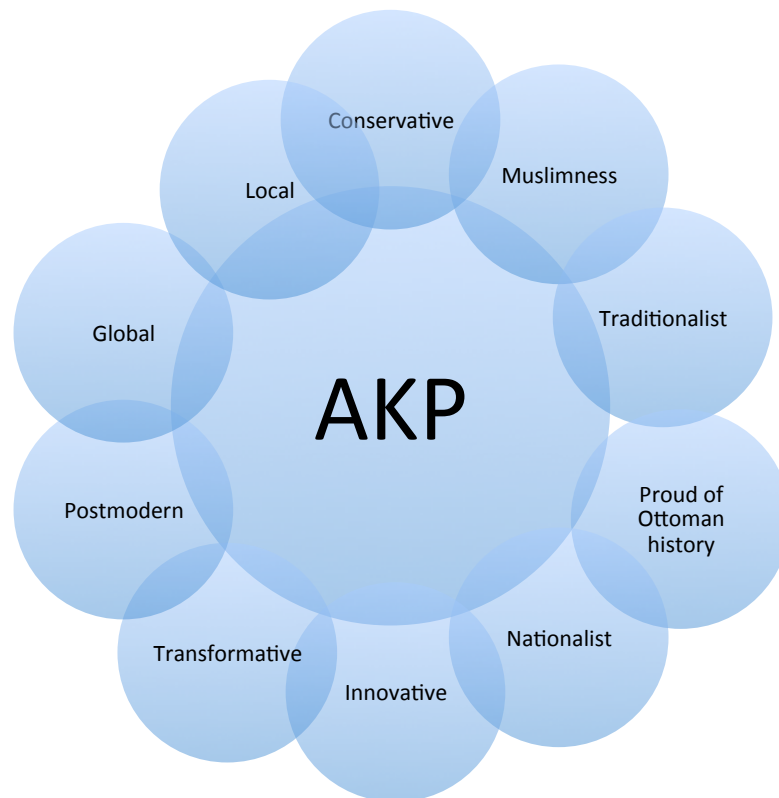 Conservative
Muslimness
Local
Traditionalist
Global
AKP
Proud of
Ottoman
history
Postmodern
Nationalist
Transformative
Innovative